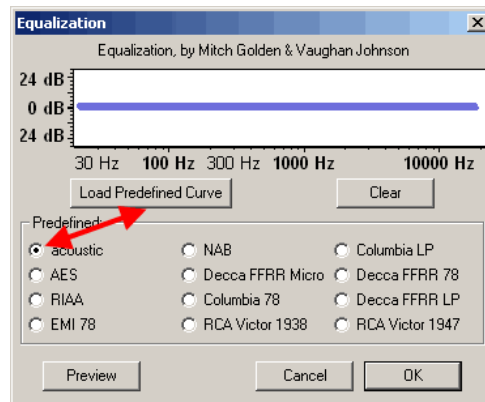 Equalization
Equalization, by Mitch Golden & Vaughan Johnson
24 dB
0 dB
24 dB
30 Hz 100 Hz 300 Hz 1000 Hz 10000 Hz
Load Predefined Curve Clear
Predefined:
acoustic NAB Columbia LP
AES Decca FFRR Micro Decca FFRR 78
RIAA Columbia 78 Decca FFRR LP
EMI 78 RCA Victor 1938 RCA Victor 1947
Preview Cancel OK